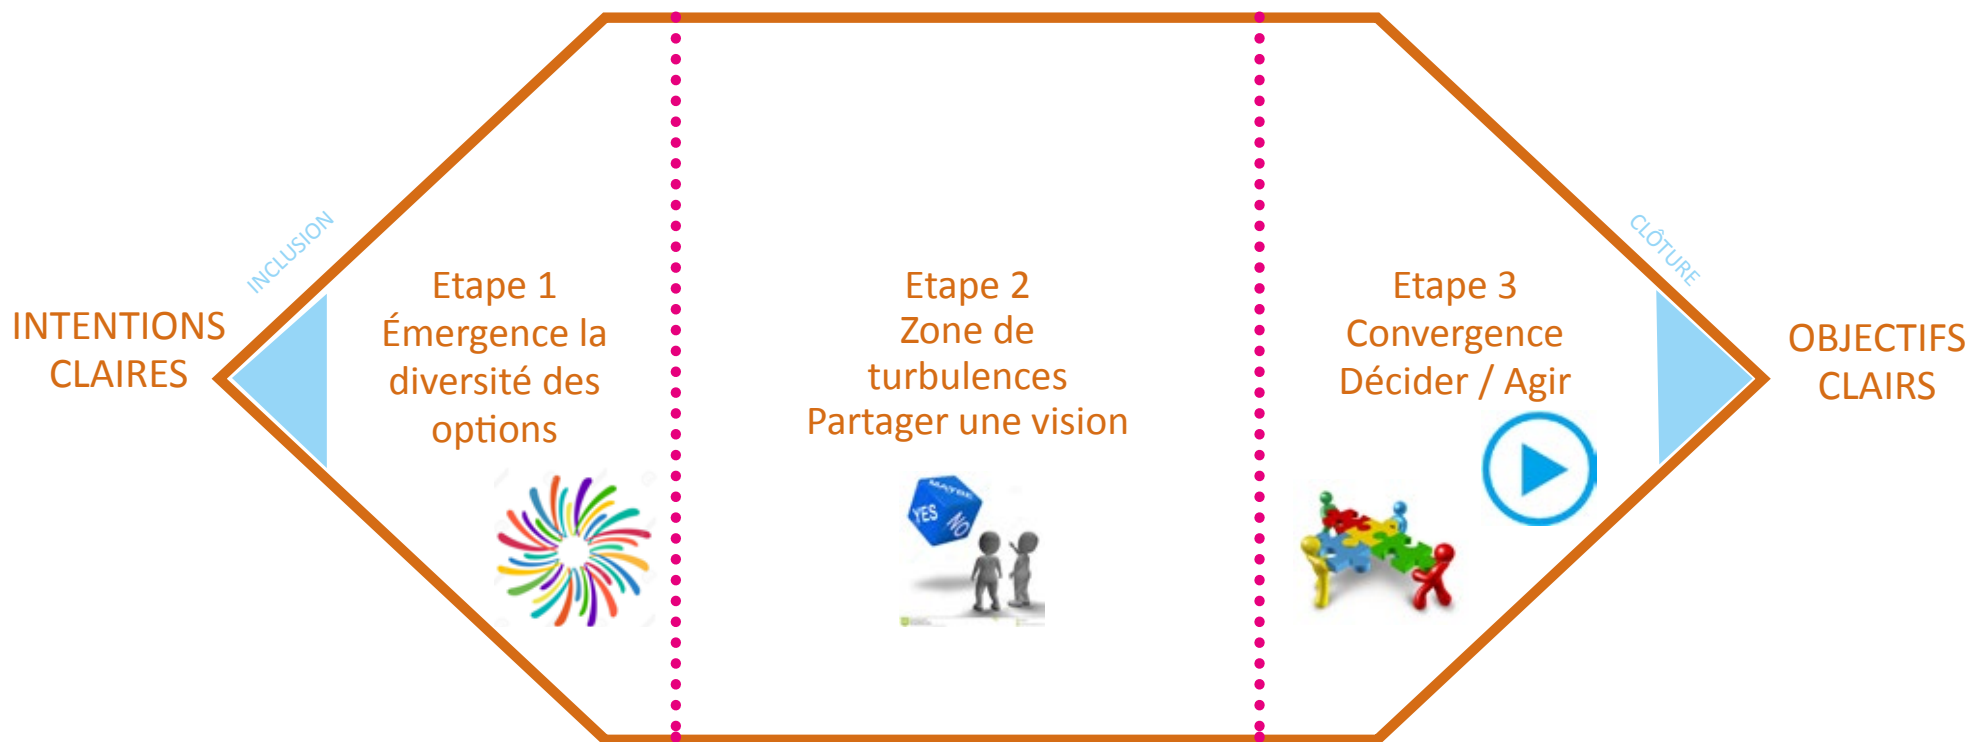 INTENTIONS
CLAIRES
INCLUSION
Etape 1
Émergence la
diversité des
options
Etape 2
Zone de
turbulences
Partager une vision
MAYBE
YES
NO
Etape 3
Convergence
Décider / Agir
CLÔTURE
OBJECTIFS
CLAIRS